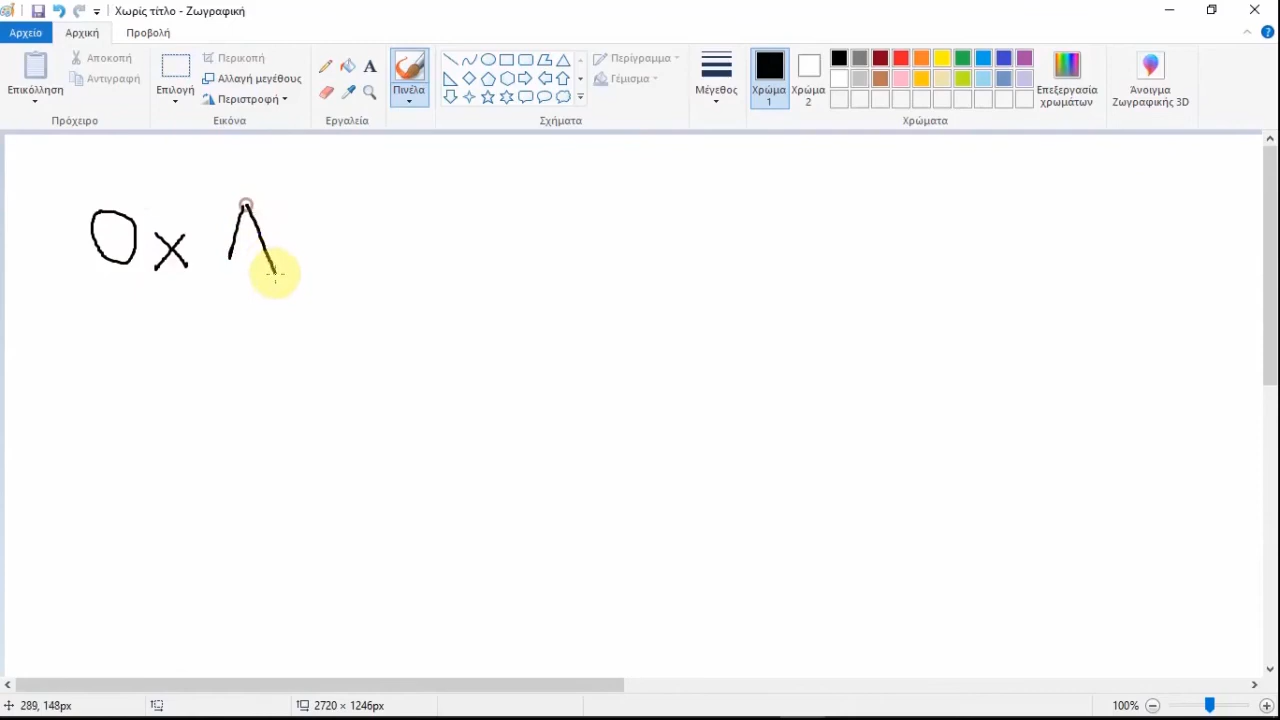 Χωρίς τίτλο - Ζωγραφική
Αρχείο Αρχική Προβολή
Επικόλληση
Αποκοπή
Αντιγραφή
Πρόχειρο
Επιλογή
Περικοπή
Αλλαγή μεγέθους
Περιστροφή
Εικόνα
A
Εργαλεία
Πινέλα
Περίγραμμα
Γέμισμα
Σχήματα
Μέγεθος
Χρώμα 1
Χρώμα 2
Επεξεργασία χρωμάτων
Χρώματα
Άνοιγμα Ζωγραφικής 3D
0x Λ
289, 148px
2720 × 1246px
100%